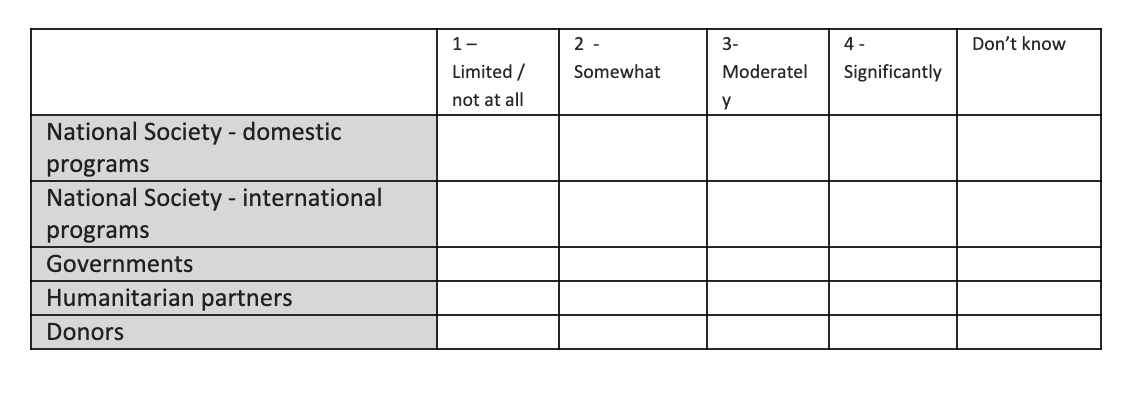 1 –
Limited /
not at all
2 -
Somewhat
3-
Moderatel
y
4 -
Significantly
Don’t know
National Society - domestic
programs
National Society - international
programs
Governments
Humanitarian partners
Donors